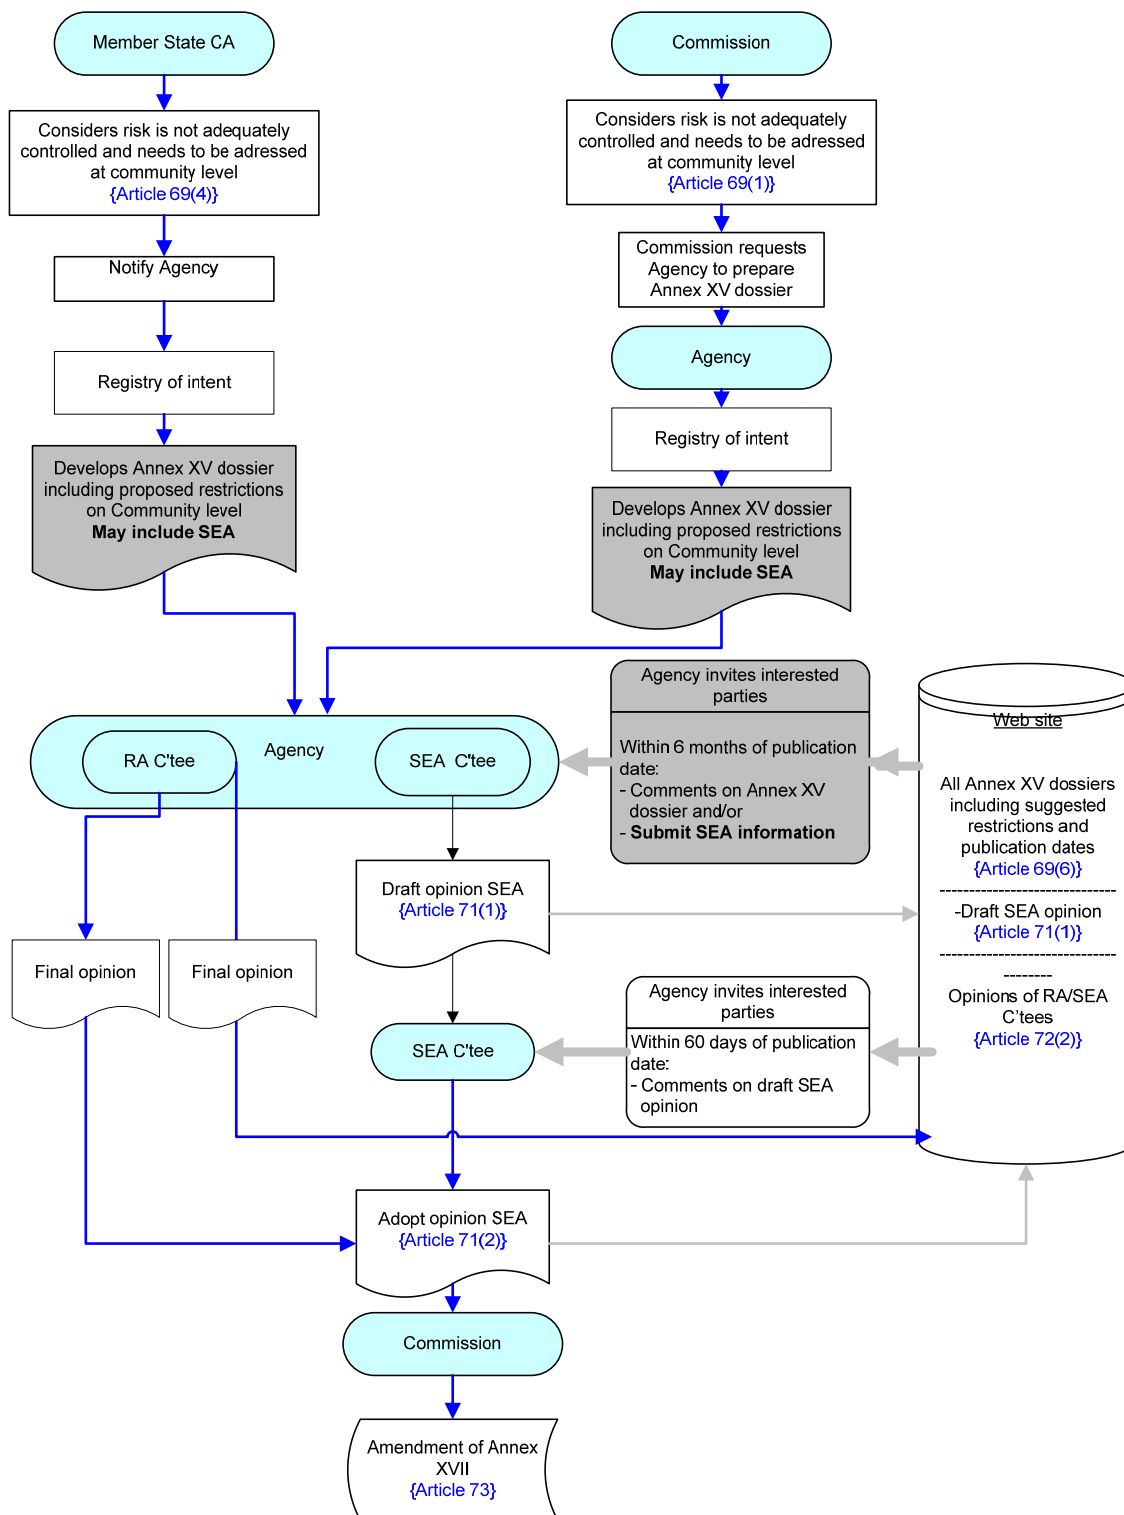 Member State CA
Considers risk is not adequately
controlled and needs to be adressed
at community level
{Article 69(4)}
Notify Agency
Registry of intent
Develops Annex XV dossier
including proposed restrictions
on Community level
May include SEA
Commission
Considers risk is not adequately
controlled and needs to be adressed
at community level
{Article 69(1)}
Commission requests
Agency to prepare
Annex XV dossier
Agency
Registry of intent
Develops Annex XV dossier
including proposed restrictions
on Community level
May include SEA
Agency
RA C'tee
SEA C'tee
Agency invites interested
parties
Within 6 months of publication
date:
- Comments on Annex XV
dossier and/or
- Submit SEA information
Web site
All Annex XV dossiers
including suggested
restrictions and
publication dates
{Article 69(6)}
------------------------------
-Draft SEA opinion
{Article 71(1)}
------------------------------
--------
Opinions of RA/SEA
C'tees
{Article 72(2)}
Draft opinion SEA
{Article 71(1)}
Final opinion
Final opinion
SEA C'tee
Agency invites interested
parties
Within 60 days of publication
date:
- Comments on draft SEA
opinion
Adopt opinion SEA
{Article 71(2)}
Commission
Amendment of Annex
XVII
{Article 73}